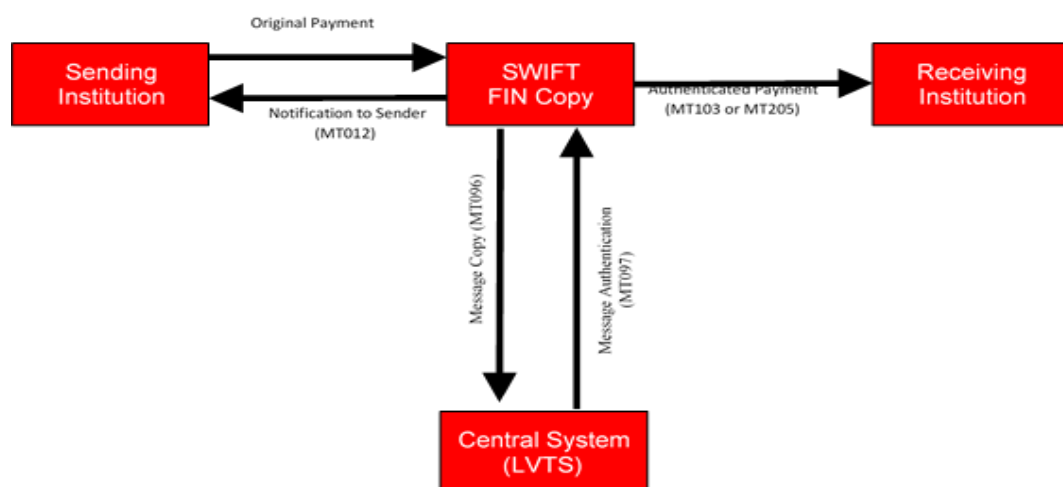 Original Payment
Sending
Institution
SWIFT
FIN Copy
Receiving
Institution
Notification to Sender
(MT012)
Authenticated Payment
(MT103 or MT205)
Message Copy (MT096)
Message Authentication
(MT097)
Central System
(LVTS)